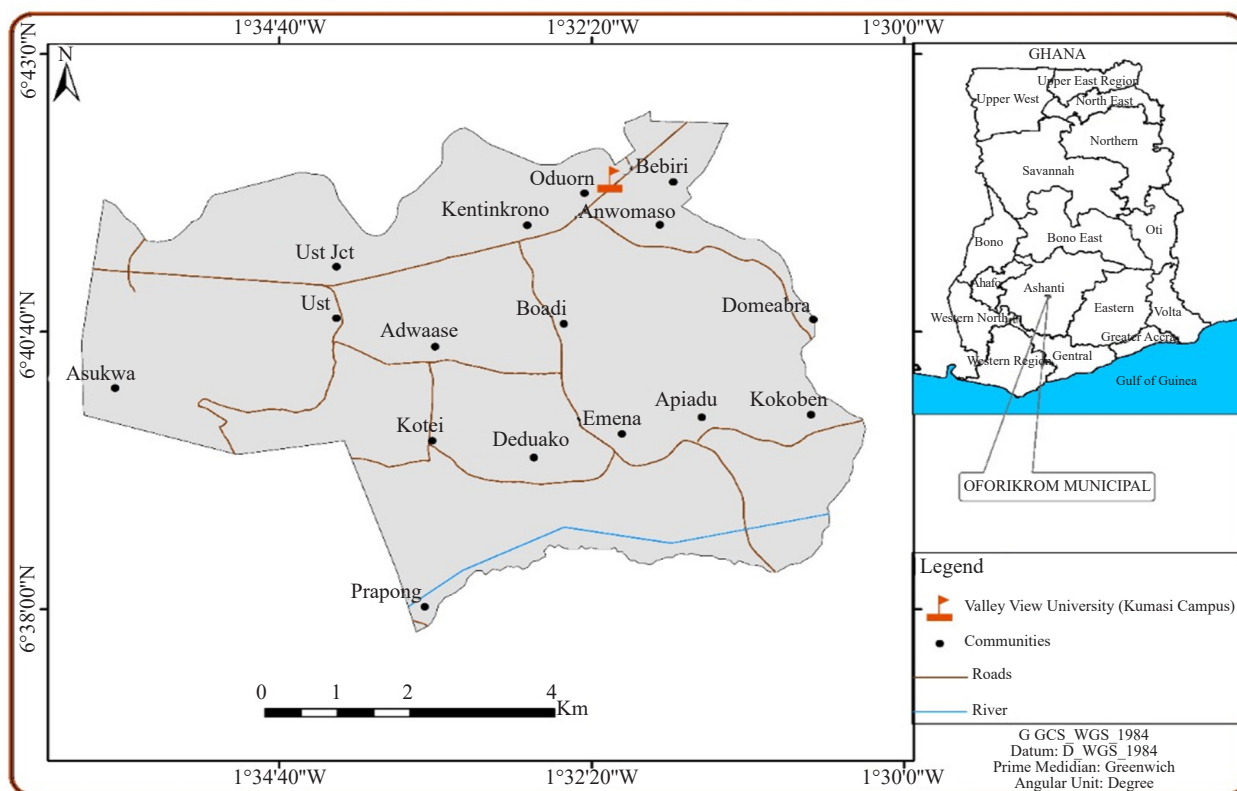 1°34'40"W
1°32'20"W
1°30'0"W
6°43'0"N
6°40'0"N
6°38'00"N
N
Bebiri
Oduorn
Kentinkrono
Anwomaso
Ust Jct
Ust
Boadi
Domeabra
Adwaase
Asukwa
Apiadu
Kokoben
Emena
Kotei
Deduako
Prapong
0 1 2 4
Km
1°34'40"W
1°32'20"W
1°30'0"W
GHANA
Upper East Region
Upper West
North East
Northern
Savannah
Oti
Bono
Bono East
Ahafo
Ashanti
Eastern
Volta
Western North
Greater Accra
Western Region
Gentral
Gulf of Guinea
OFORIKROM MUNICIPAL
Legend
Valley View University (Kumasi Campus)
Communities
Roads
River
G GCS_WGS_1984
Datum: D_WGS_1984
Prime Medidian: Greenwich
Angular Unit: Degree